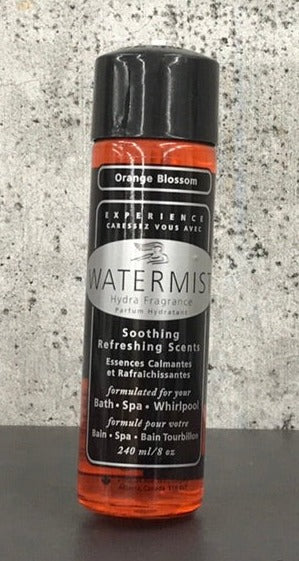 Orange Blossom
EXPERIENCE
CARESSEZ VOUS AVEC
WATERMIST
Hydra Fragrance
Parfum Hydratant
Soothing
Refreshing Scents
Essences Calmantes
et Rafraîchissantes
formulated for your
Bath • Spa • Whirlpool
formulé pour votre
Bain • Spa • Bain Tourbillon
240 ml/8 oz
Canada